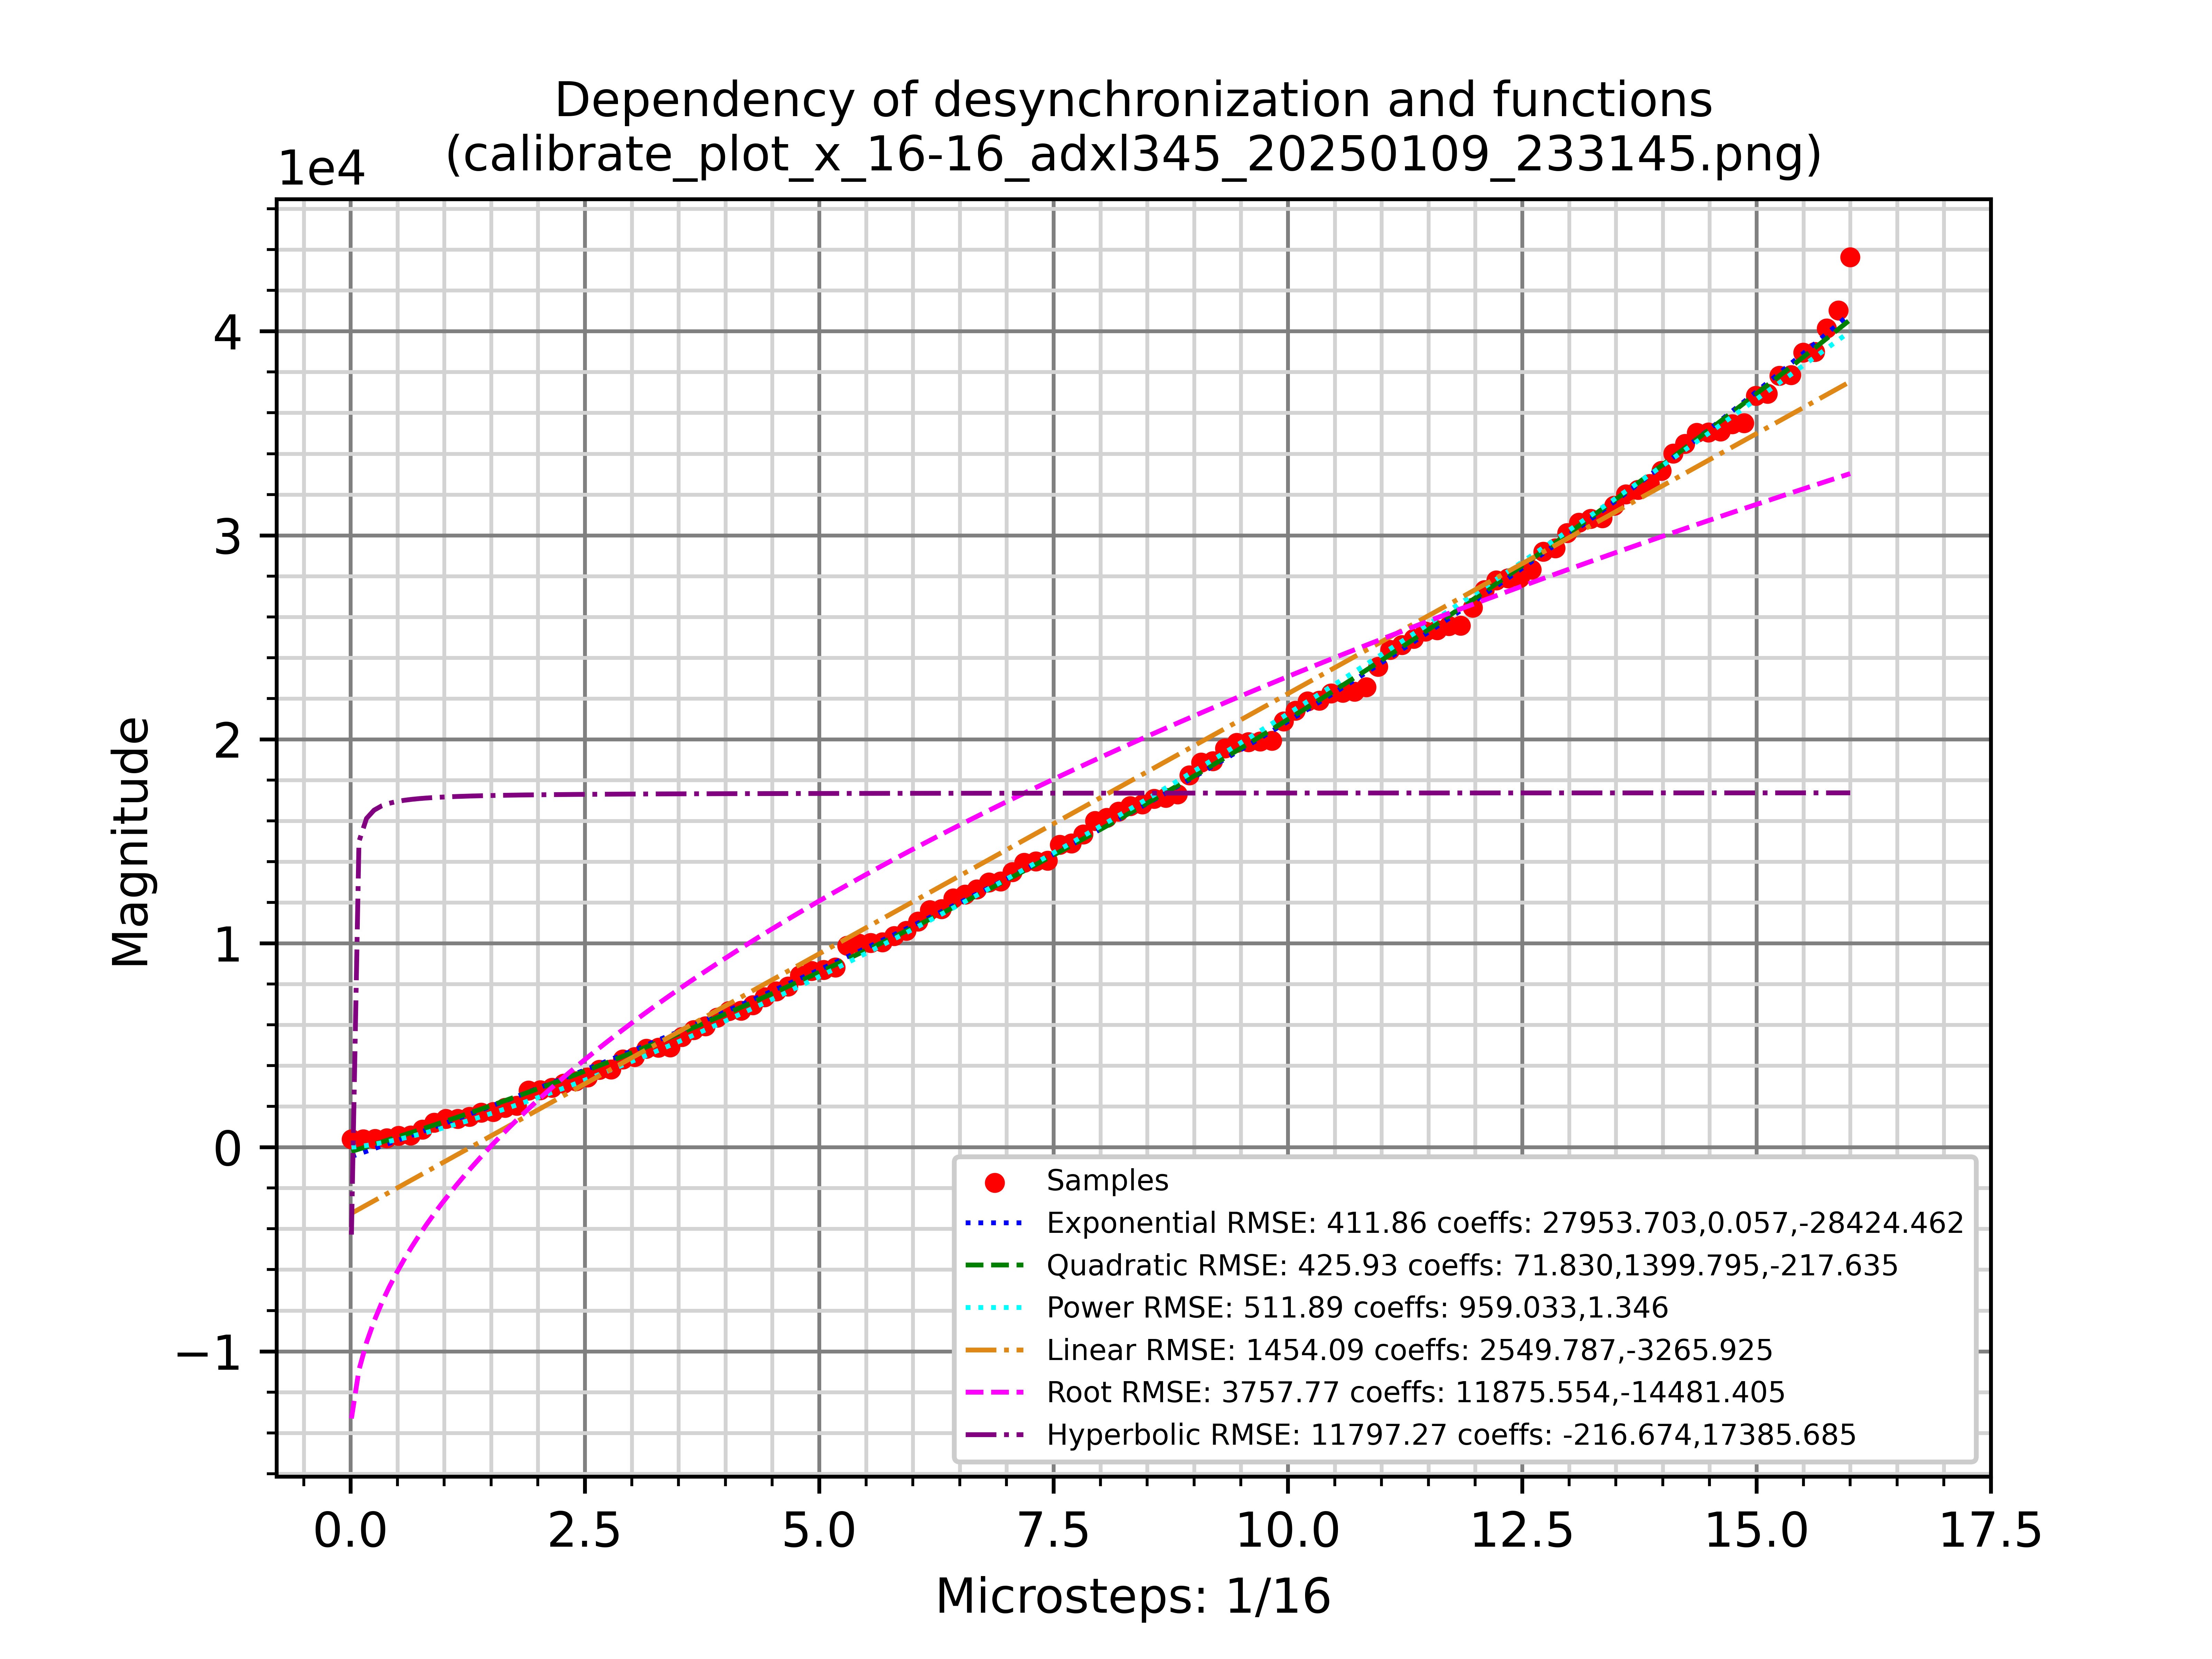 Dependency of desynchronization and functions
(calibrate_plot_x_16-16_adxl345_20250109_233145.png)
1e4
4
3
2
1
0
−1
Magnitude
Samples
Exponential RMSE: 411.86 coeffs: 27953.703,0.057,-28424.462
Quadratic RMSE: 425.93 coeffs: 71.830,1399.795,-217.635
Power RMSE: 511.89 coeffs: 959.033,1.346
Linear RMSE: 1454.09 coeffs: 2549.787,-3265.925
Root RMSE: 3757.77 coeffs: 11875.554,-14481.405
Hyperbolic RMSE: 11797.27 coeffs: -216.674,17385.685
0.0 2.5 5.0 7.5 10.0 12.5 15.0 17.5
Microsteps: 1/16